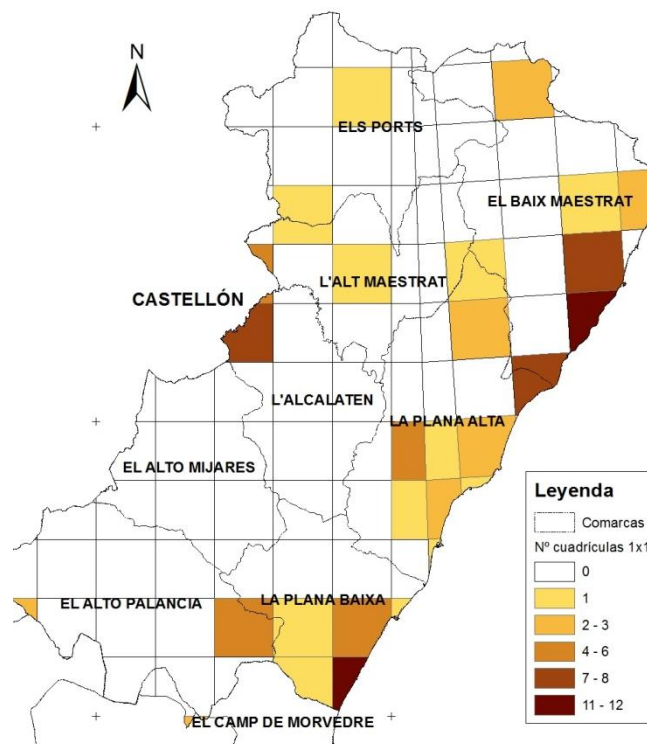 N
ELS PORTS
EL BAIX MAESTRAT
L'ALT MAESTRAT
CASTELLÓN
L'ALCALATEN
LA PLANA ALTA
EL ALTO MIJARES
EL ALTO PALANCIA
LA PLANA BAIXA
EL CAMP DE MORVEDRE
Leyenda
Comarcas
Nº cuadrículas 1x1
0
1
2 - 3
4 - 6
7 - 8
11 - 12